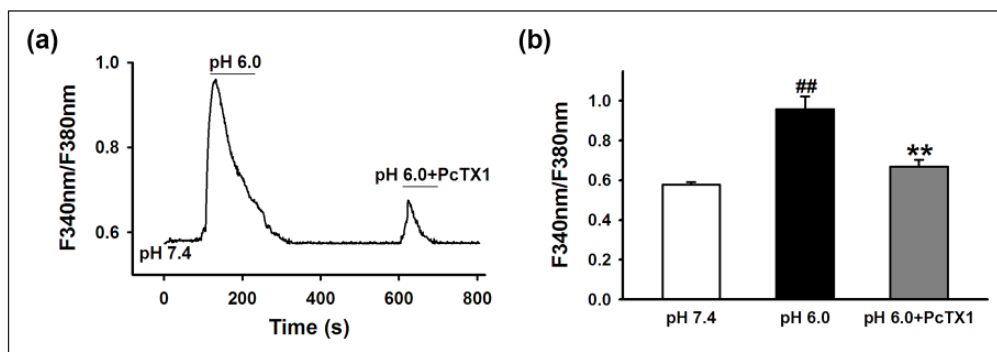 (a)
F340nm/F380nm
1.0
0.8
0.6
pH 6.0
pH 6.0+PcTX1
pH 7.4
0
200
400
600
800
Time (s)
(b)
F340nm/F380nm
1.0
0.8
0.6
0.4
0.2
0.0
##
**
pH 7.4
pH 6.0
pH 6.0+PcTX1